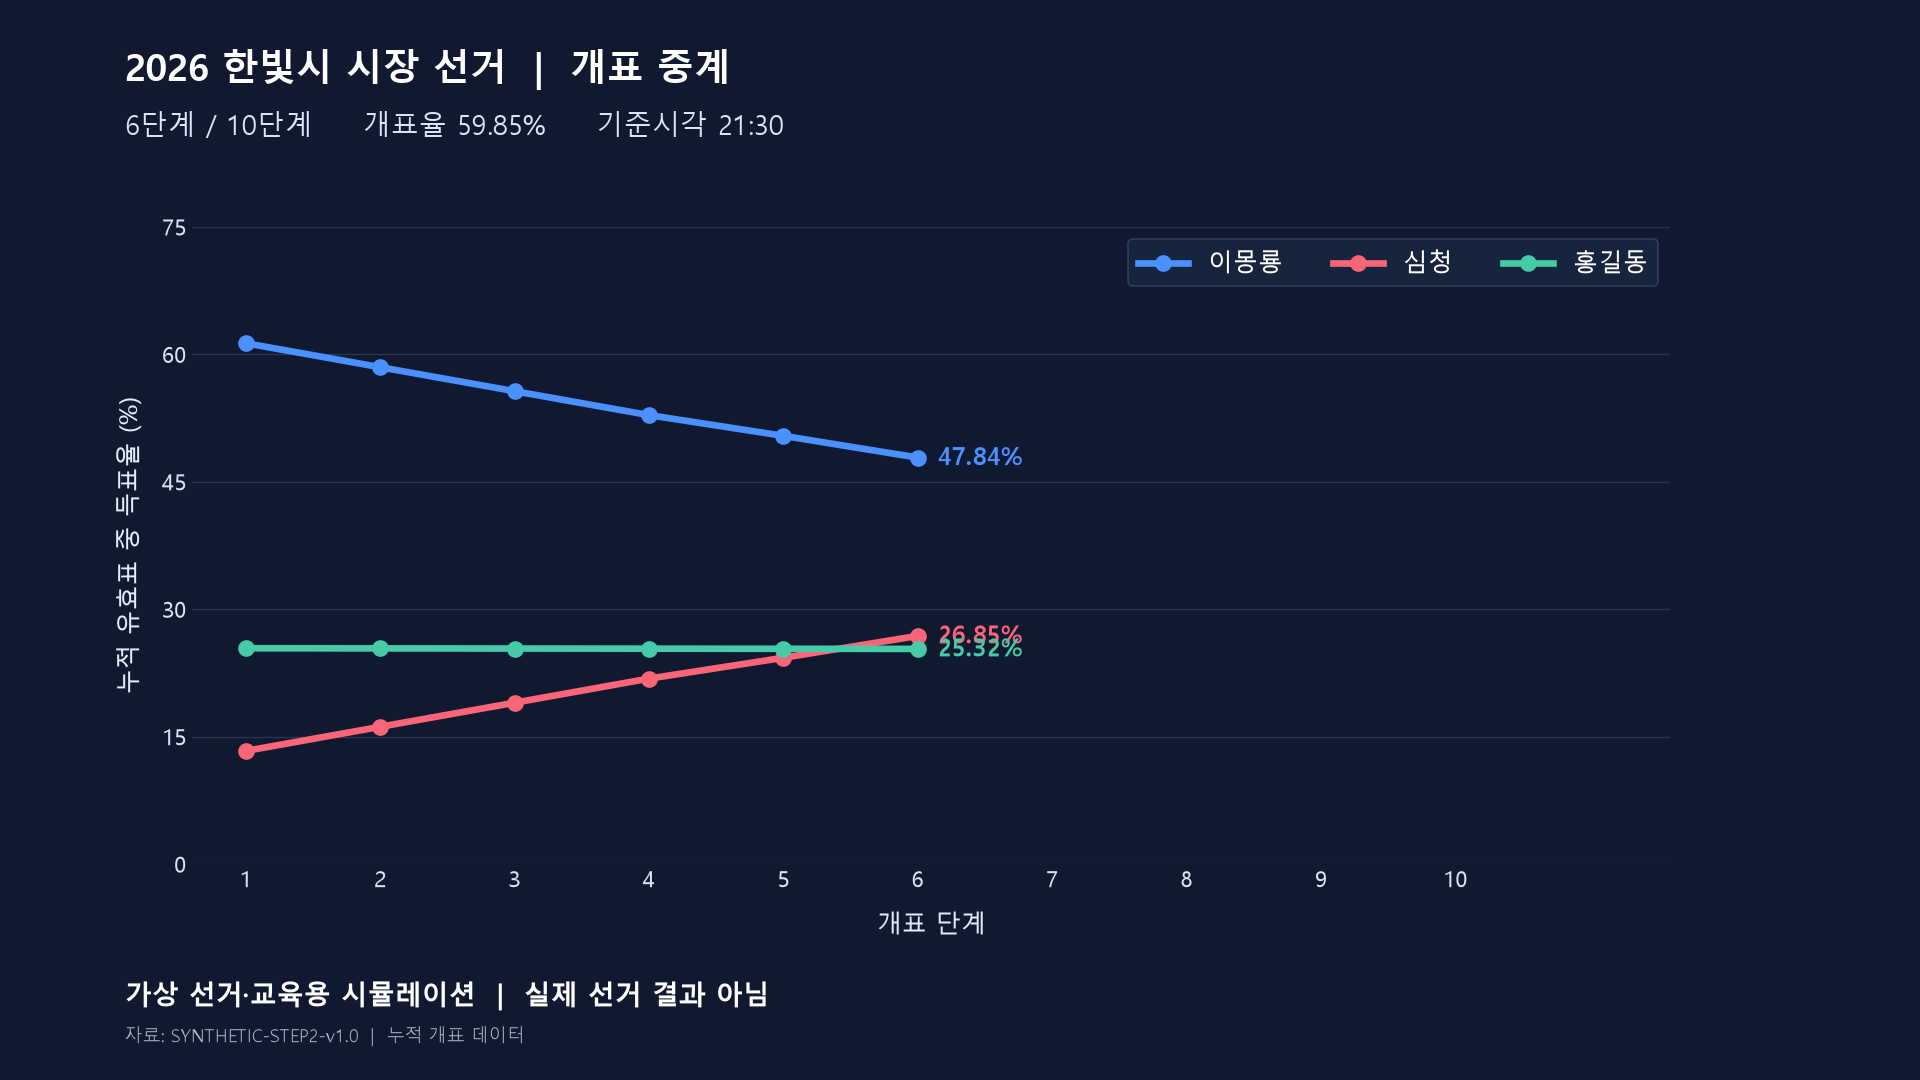 2026 한빛시 시장 선거 | 개표 중계
6단계 / 10단계 개표율 59.85% 기준시각 21:30
75
이몽룡 심청 홍길동
60
47.84%
45
누적 유효표 중 득표율 (%)
30
26.85%
25.32%
15
0
1 2 3 4 5 6 7 8 9 10
개표 단계
가상 선거·교육용 시뮬레이션 | 실제 선거 결과 아님
자료: SYNTHETIC-STEP2-v1.0 | 누적 개표 데이터